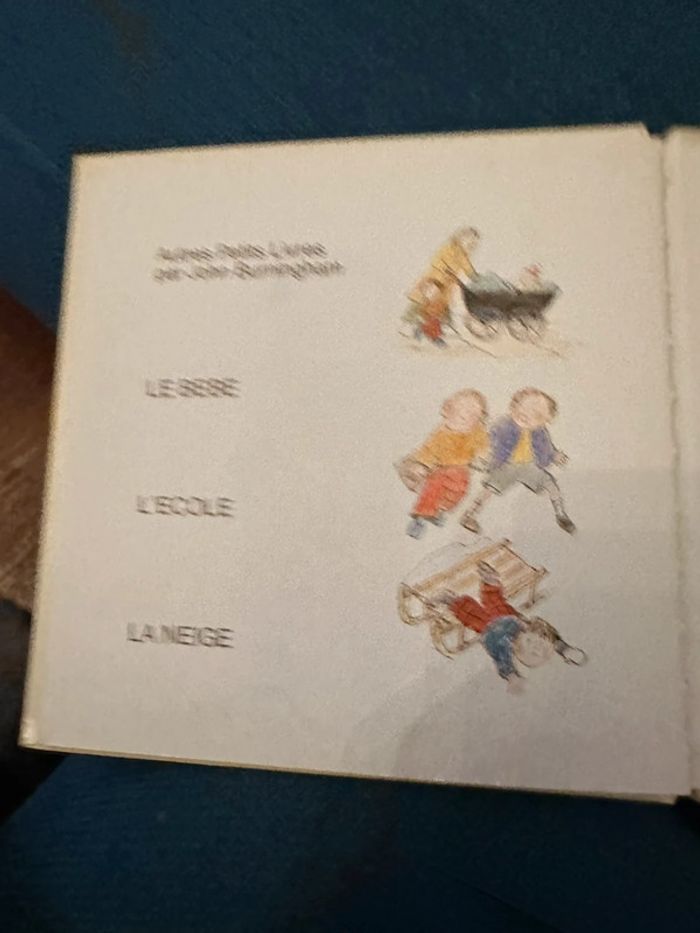 Autres Petits Livres
par John Burningham
LE BEBE
L'ECOLE
LA NEIGE